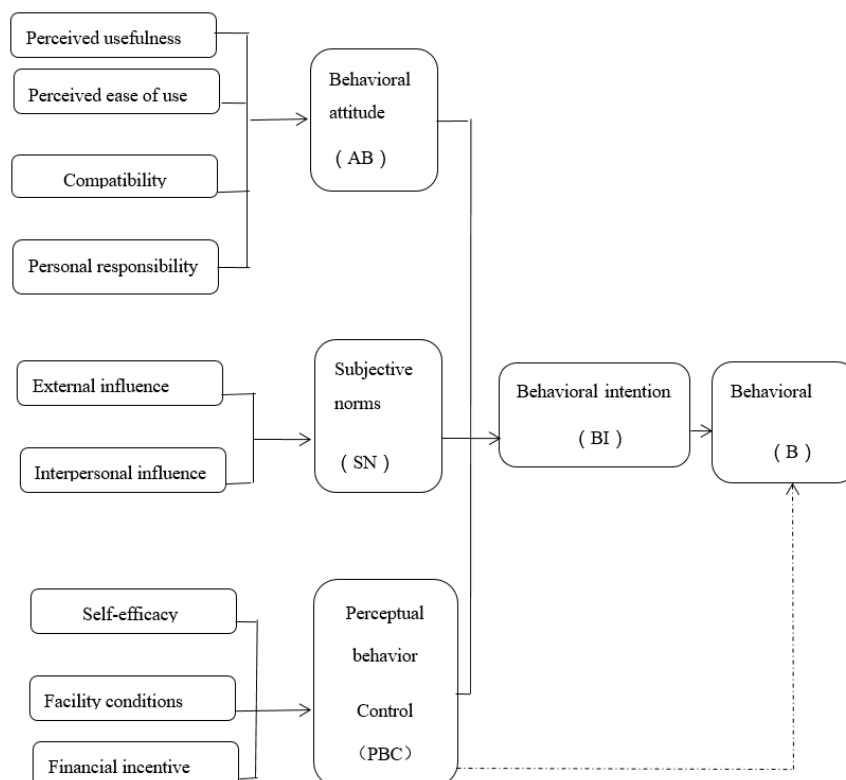 Perceived usefulness
Perceived ease of use
Compatibility
Personal responsibility
Behavioral
attitude
( AB )
External influence
Interpersonal influence
Subjective
norms
( SN )
Behavioral intention
( BI )
Behavioral
( B )
Self-efficacy
Facility conditions
Financial incentive
Perceptual
behavior
Control
(PBC)